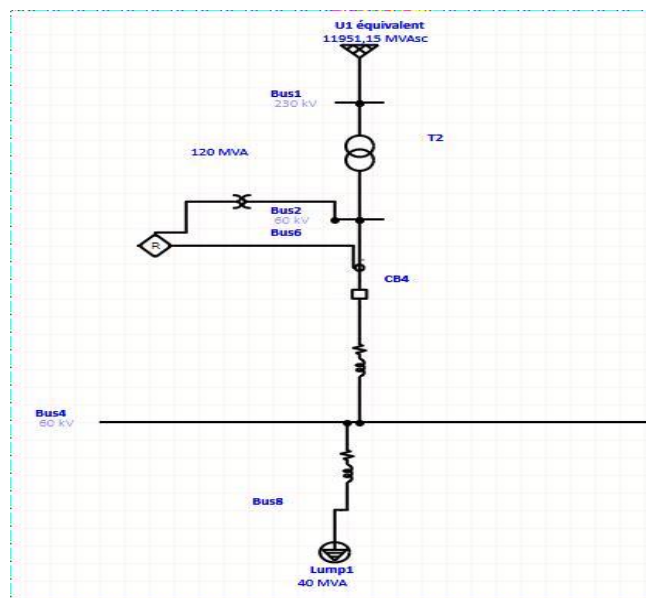 U1 équivalent
11951,15 MVAsc
Bus1
230 kV
T2
120 MVA
Bus2
60 kV
Bus6
R
CB4
Bus4
60 kV
Bus8
Lump1
40 MVA